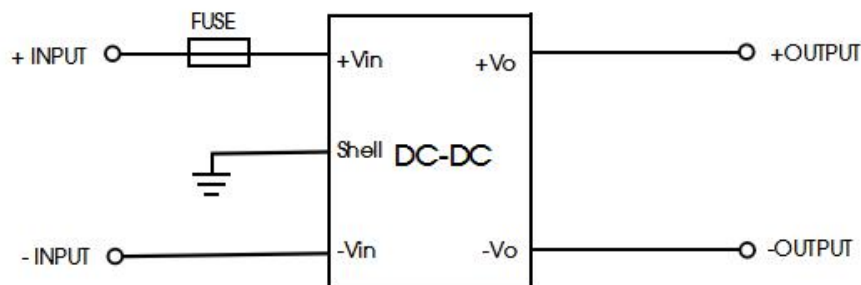 FUSE
+ INPUT
+Vin
+Vo
+OUTPUT
Shell
DC-DC
- INPUT
-Vin
-Vo
-OUTPUT